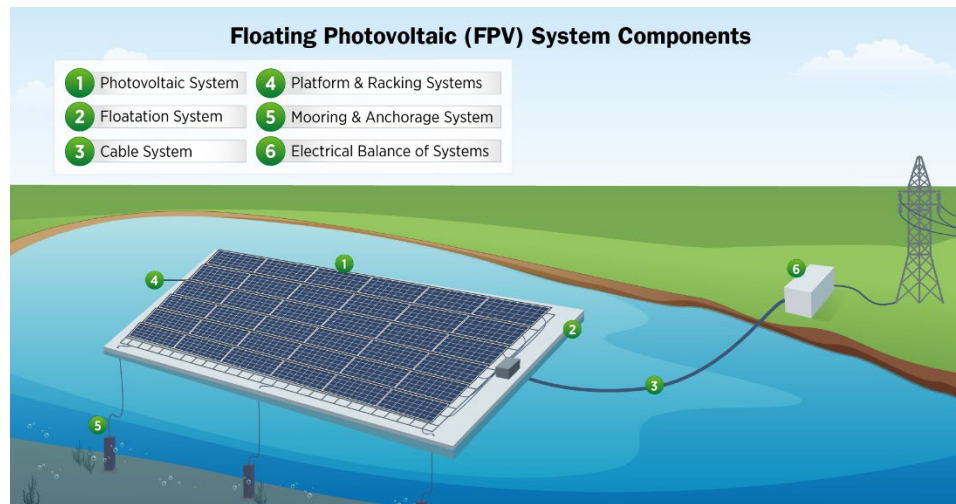 Floating Photovoltaic (FPV) System Components
1 Photovoltaic System
2 Floatation System
3 Cable System
4 Platform & Racking Systems
5 Mooring & Anchorage System
6 Electrical Balance of Systems
1
4
2
6
3
5